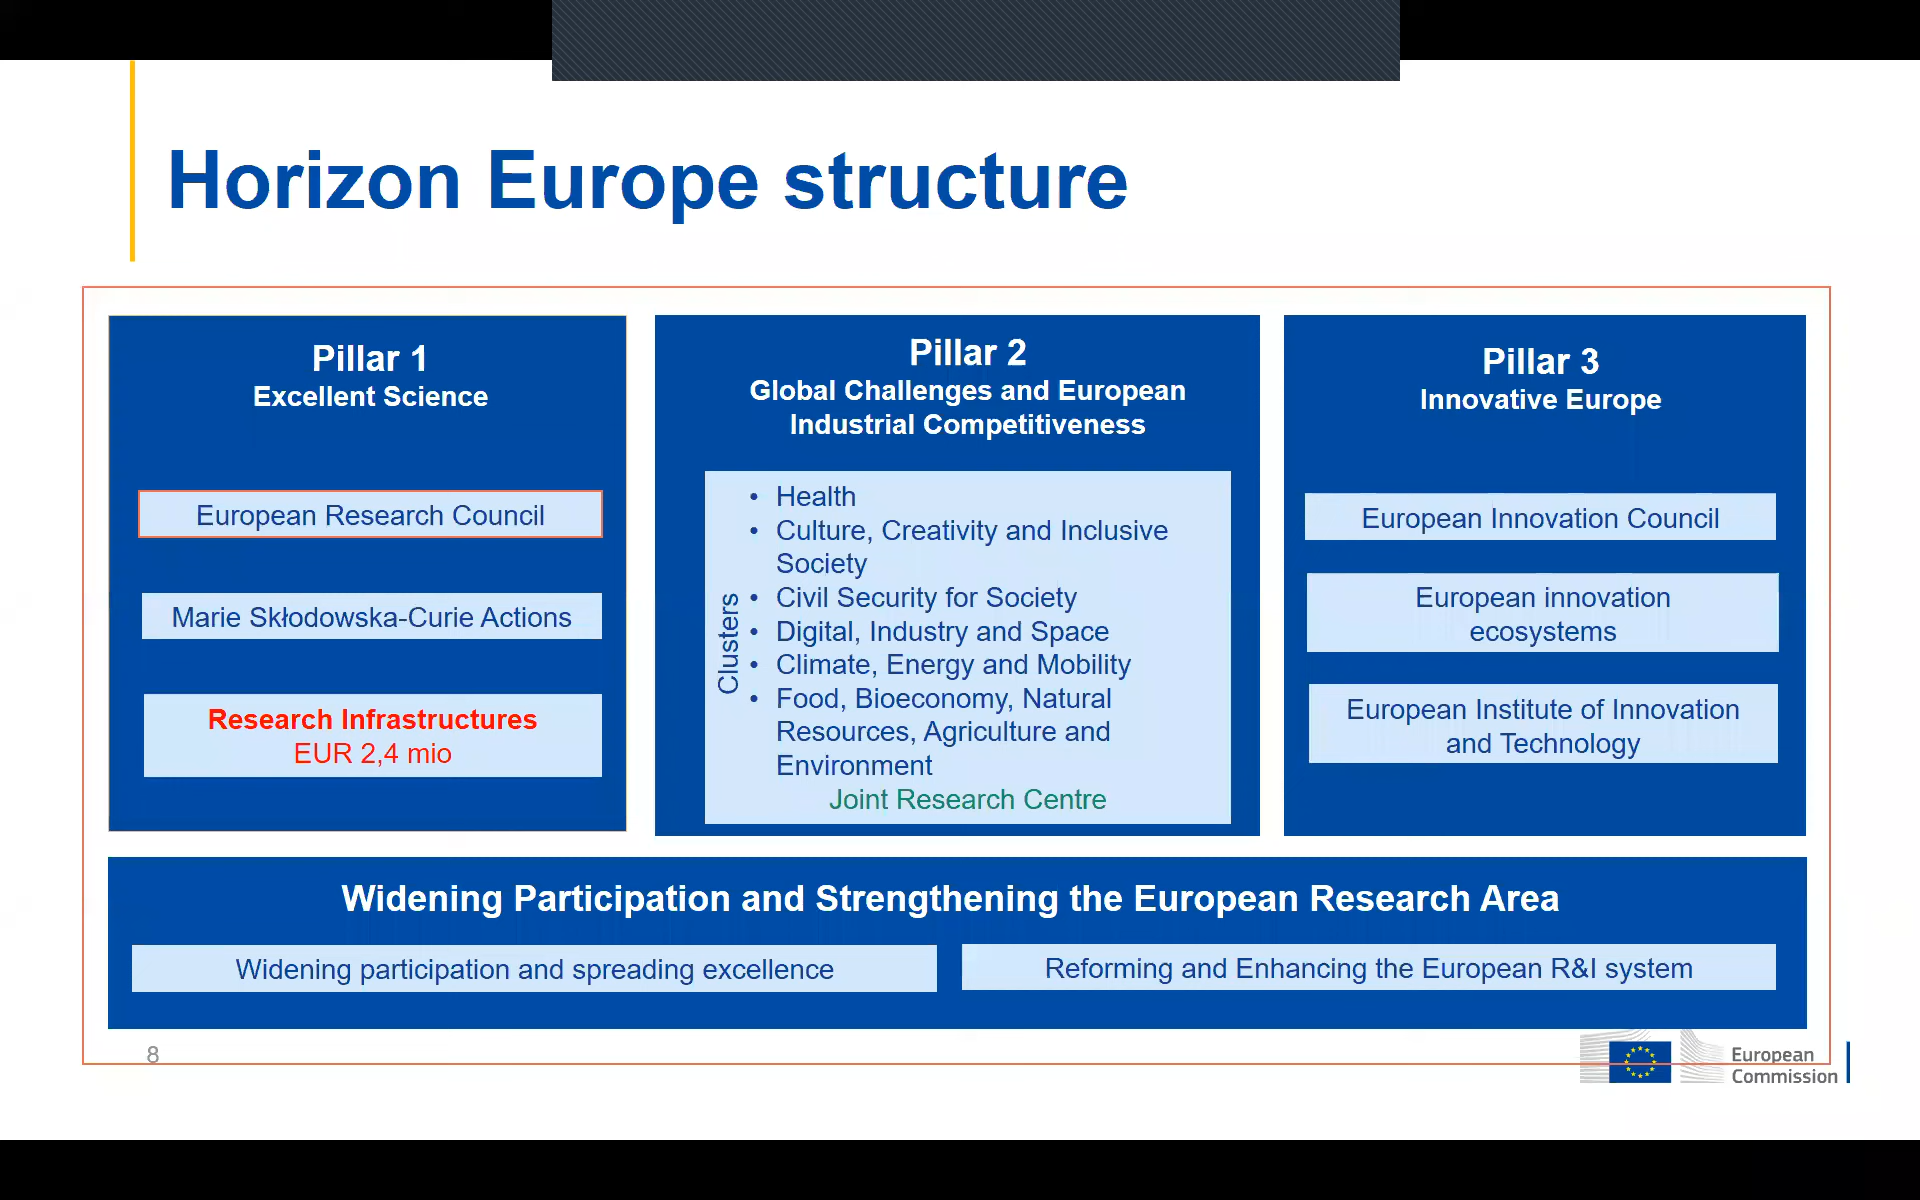 Horizon Europe structure
Pillar 1
Excellent Science
European Research Council
Marie Skłodowska-Curie Actions
Research Infrastructures
EUR 2,4 mio
Pillar 2
Global Challenges and European
Industrial Competitiveness
Clusters
• Health
• Culture, Creativity and Inclusive
Society
• Civil Security for Society
• Digital, Industry and Space
• Climate, Energy and Mobility
• Food, Bioeconomy, Natural
Resources, Agriculture and
Environment
Joint Research Centre
Pillar 3
Innovative Europe
European Innovation Council
European innovation
ecosystems
European Institute of Innovation
and Technology
Widening Participation and Strengthening the European Research Area
Widening participation and spreading excellence
Reforming and Enhancing the European R&I system
8
European
Commission